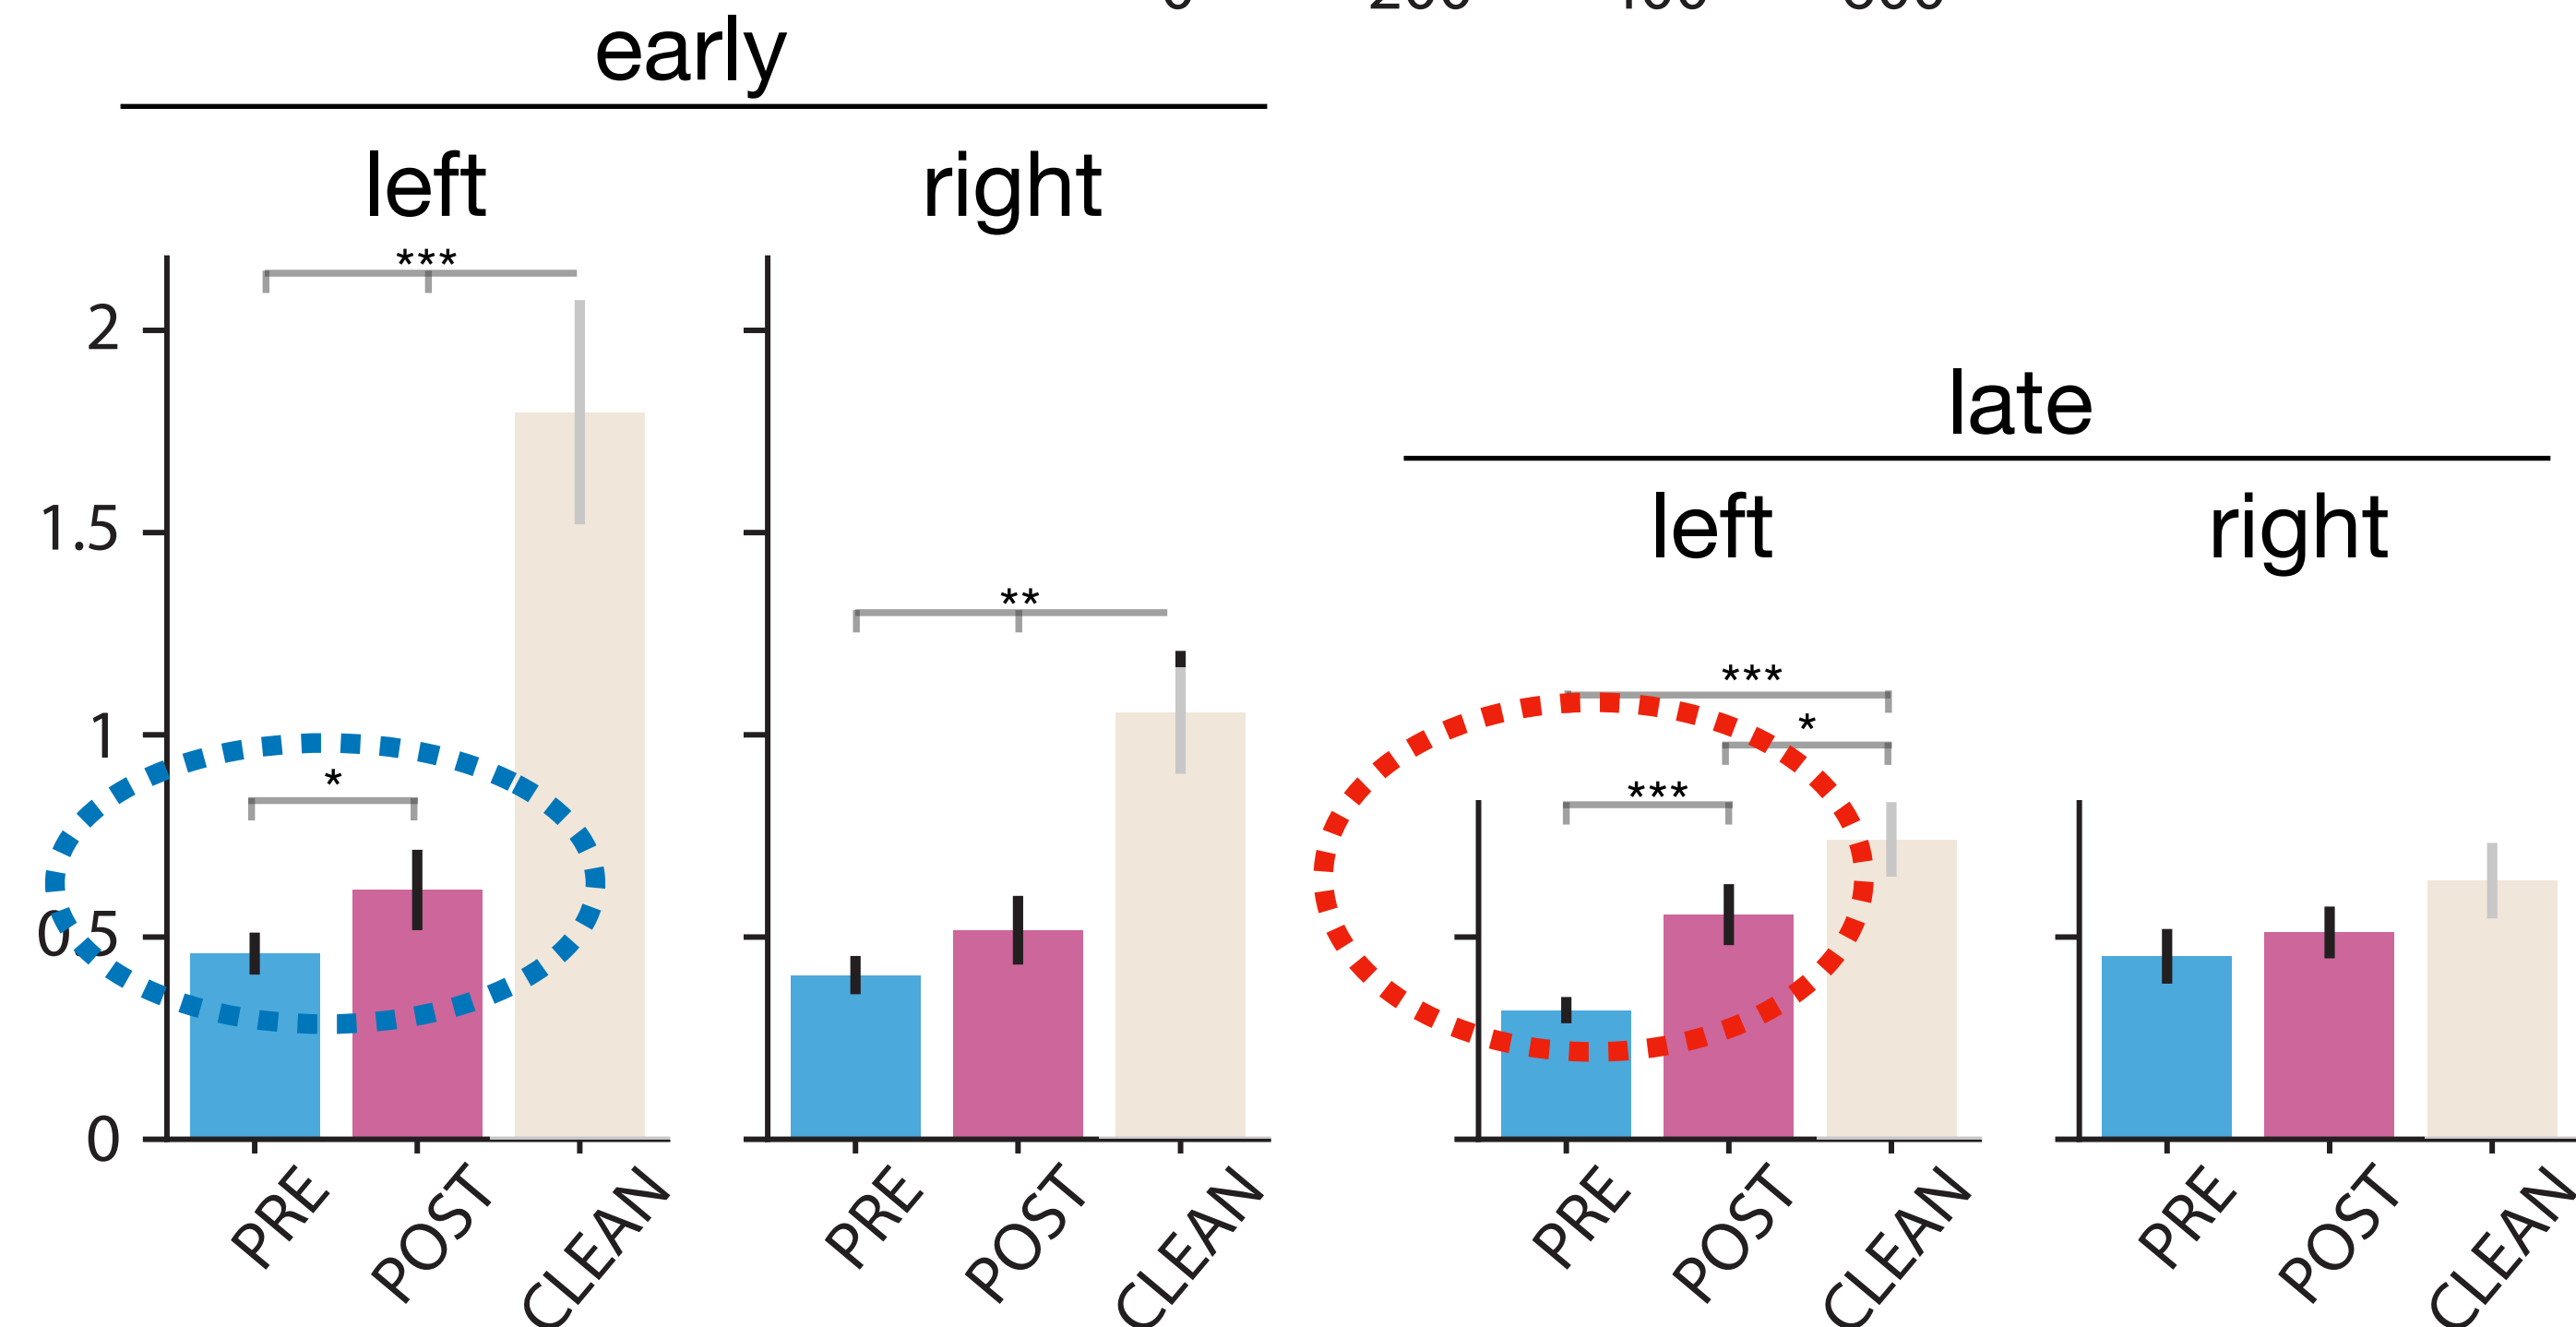 early
left
right
***
2
1.5
**
1
*
0.5
0
PRE
POST
CLEAN
PRE
POST
CLEAN
late
left
right
***
*
***
PRE
POST
CLEAN
PRE
POST
CLEAN